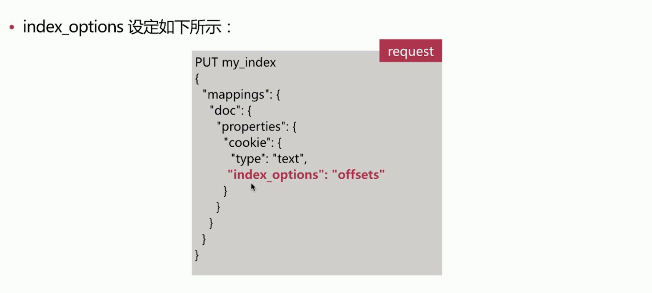 • index_options 设定如下所示：
request
PUT my_index
{
"mappings": {
"doc": {
"properties": {
"cookie": {
"type": "text",
"index_options": "offsets"
}
}
}
}
}